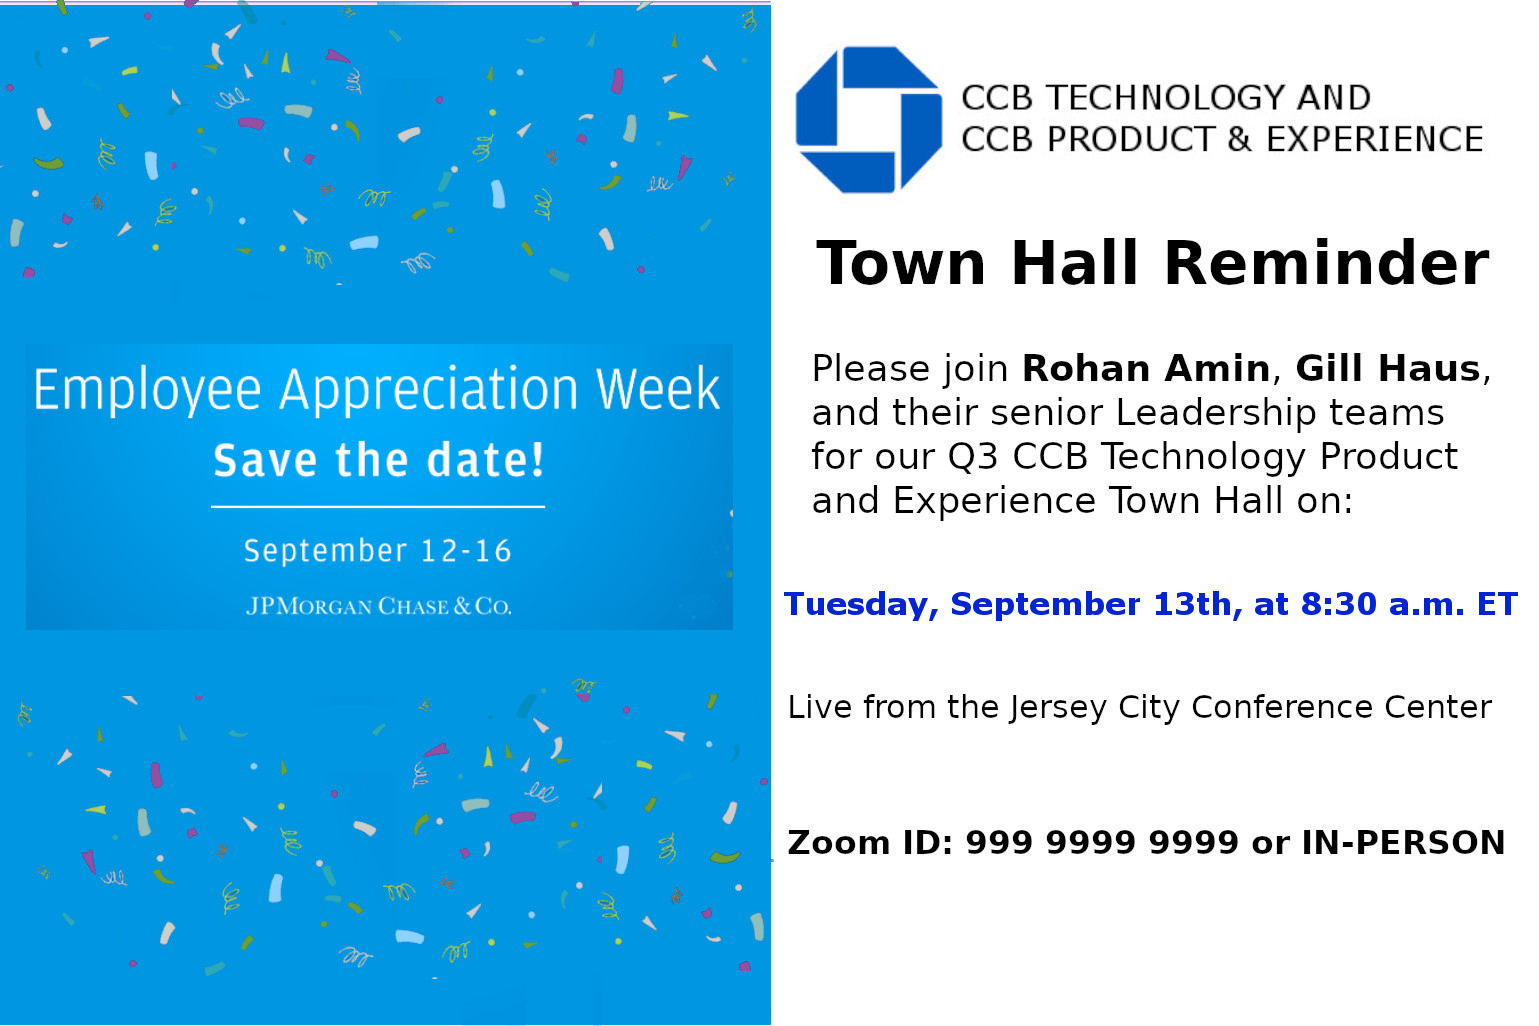 Employee Appreciation Week
Save the date!
September 12-16
JPMORGAN CHASE & CO.
CCB TECHNOLOGY AND
CCB PRODUCT & EXPERIENCE
Town Hall Reminder
Please join Rohan Amin, Gill Haus,
and their senior Leadership teams
for our Q3 CCB Technology Product
and Experience Town Hall on:
Tuesday, September 13th, at 8:30 a.m. ET
Live from the Jersey City Conference Center
Zoom ID: 999 9999 9999 or IN-PERSON